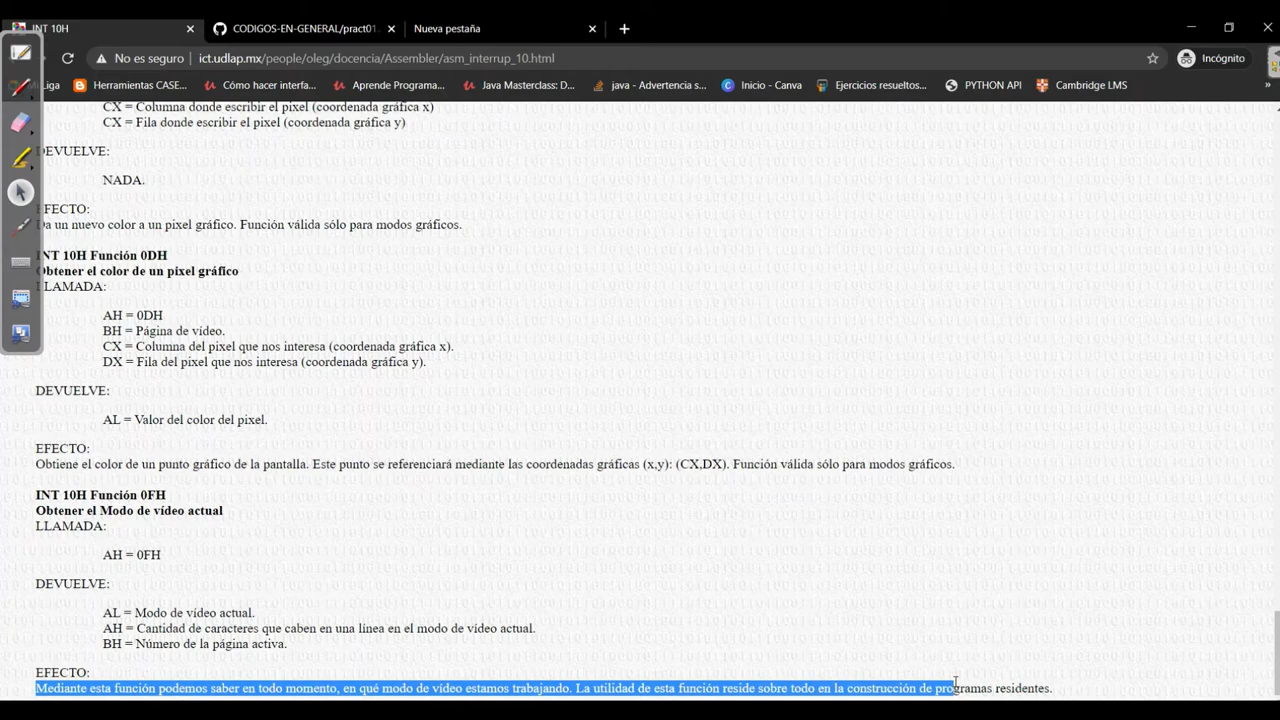 INT 10H
CODIGOS-EN-GENERAL/pract01
Nueva pestaña
No es seguro
ict.udlap.mx/people/oleg/docencia/Assembler/asm_interrup_10.html
Incógnito
Liga
Herramientas CASE...
Cómo hacer interfa...
Aprende Programa...
Java Masterclass: D...
java - Advertencia s...
Inicio - Canva
Ejercicios resueltos...
PYTHON API
Cambridge LMS
»
CX = Columna donde escribir el pixel (coordenada gráfica x)
CX = Fila donde escribir el pixel (coordenada gráfica y)
DEVUELVE:
NADA.
EFECTO:
Da un nuevo color a un pixel gráfico. Función válida sólo para modos gráficos.
INT 10H Función 0DH
Obtener el color de un pixel gráfico
LLAMADA:
AH = 0DH
BH = Página de vídeo.
CX = Columna del pixel que nos interesa (coordenada gráfica x).
DX = Fila del pixel que nos interesa (coordenada gráfica y).
DEVUELVE:
AL = Valor del color del pixel.
EFECTO:
Obtiene el color de un punto gráfico de la pantalla. Este punto se referenciará mediante las coordenadas gráficas (x,y): (CX,DX). Función válida sólo para modos gráficos.
INT 10H Función 0FH
Obtener el Modo de vídeo actual
LLAMADA:
AH = 0FH
DEVUELVE:
AL = Modo de vídeo actual.
AH = Cantidad de caracteres que caben en una línea en el modo de vídeo actual.
BH = Número de la página activa.
EFECTO:
Mediante esta función podemos saber en todo momento, en qué modo de vídeo estamos trabajando. La utilidad de esta función reside sobre todo en la construcción de programas residentes.